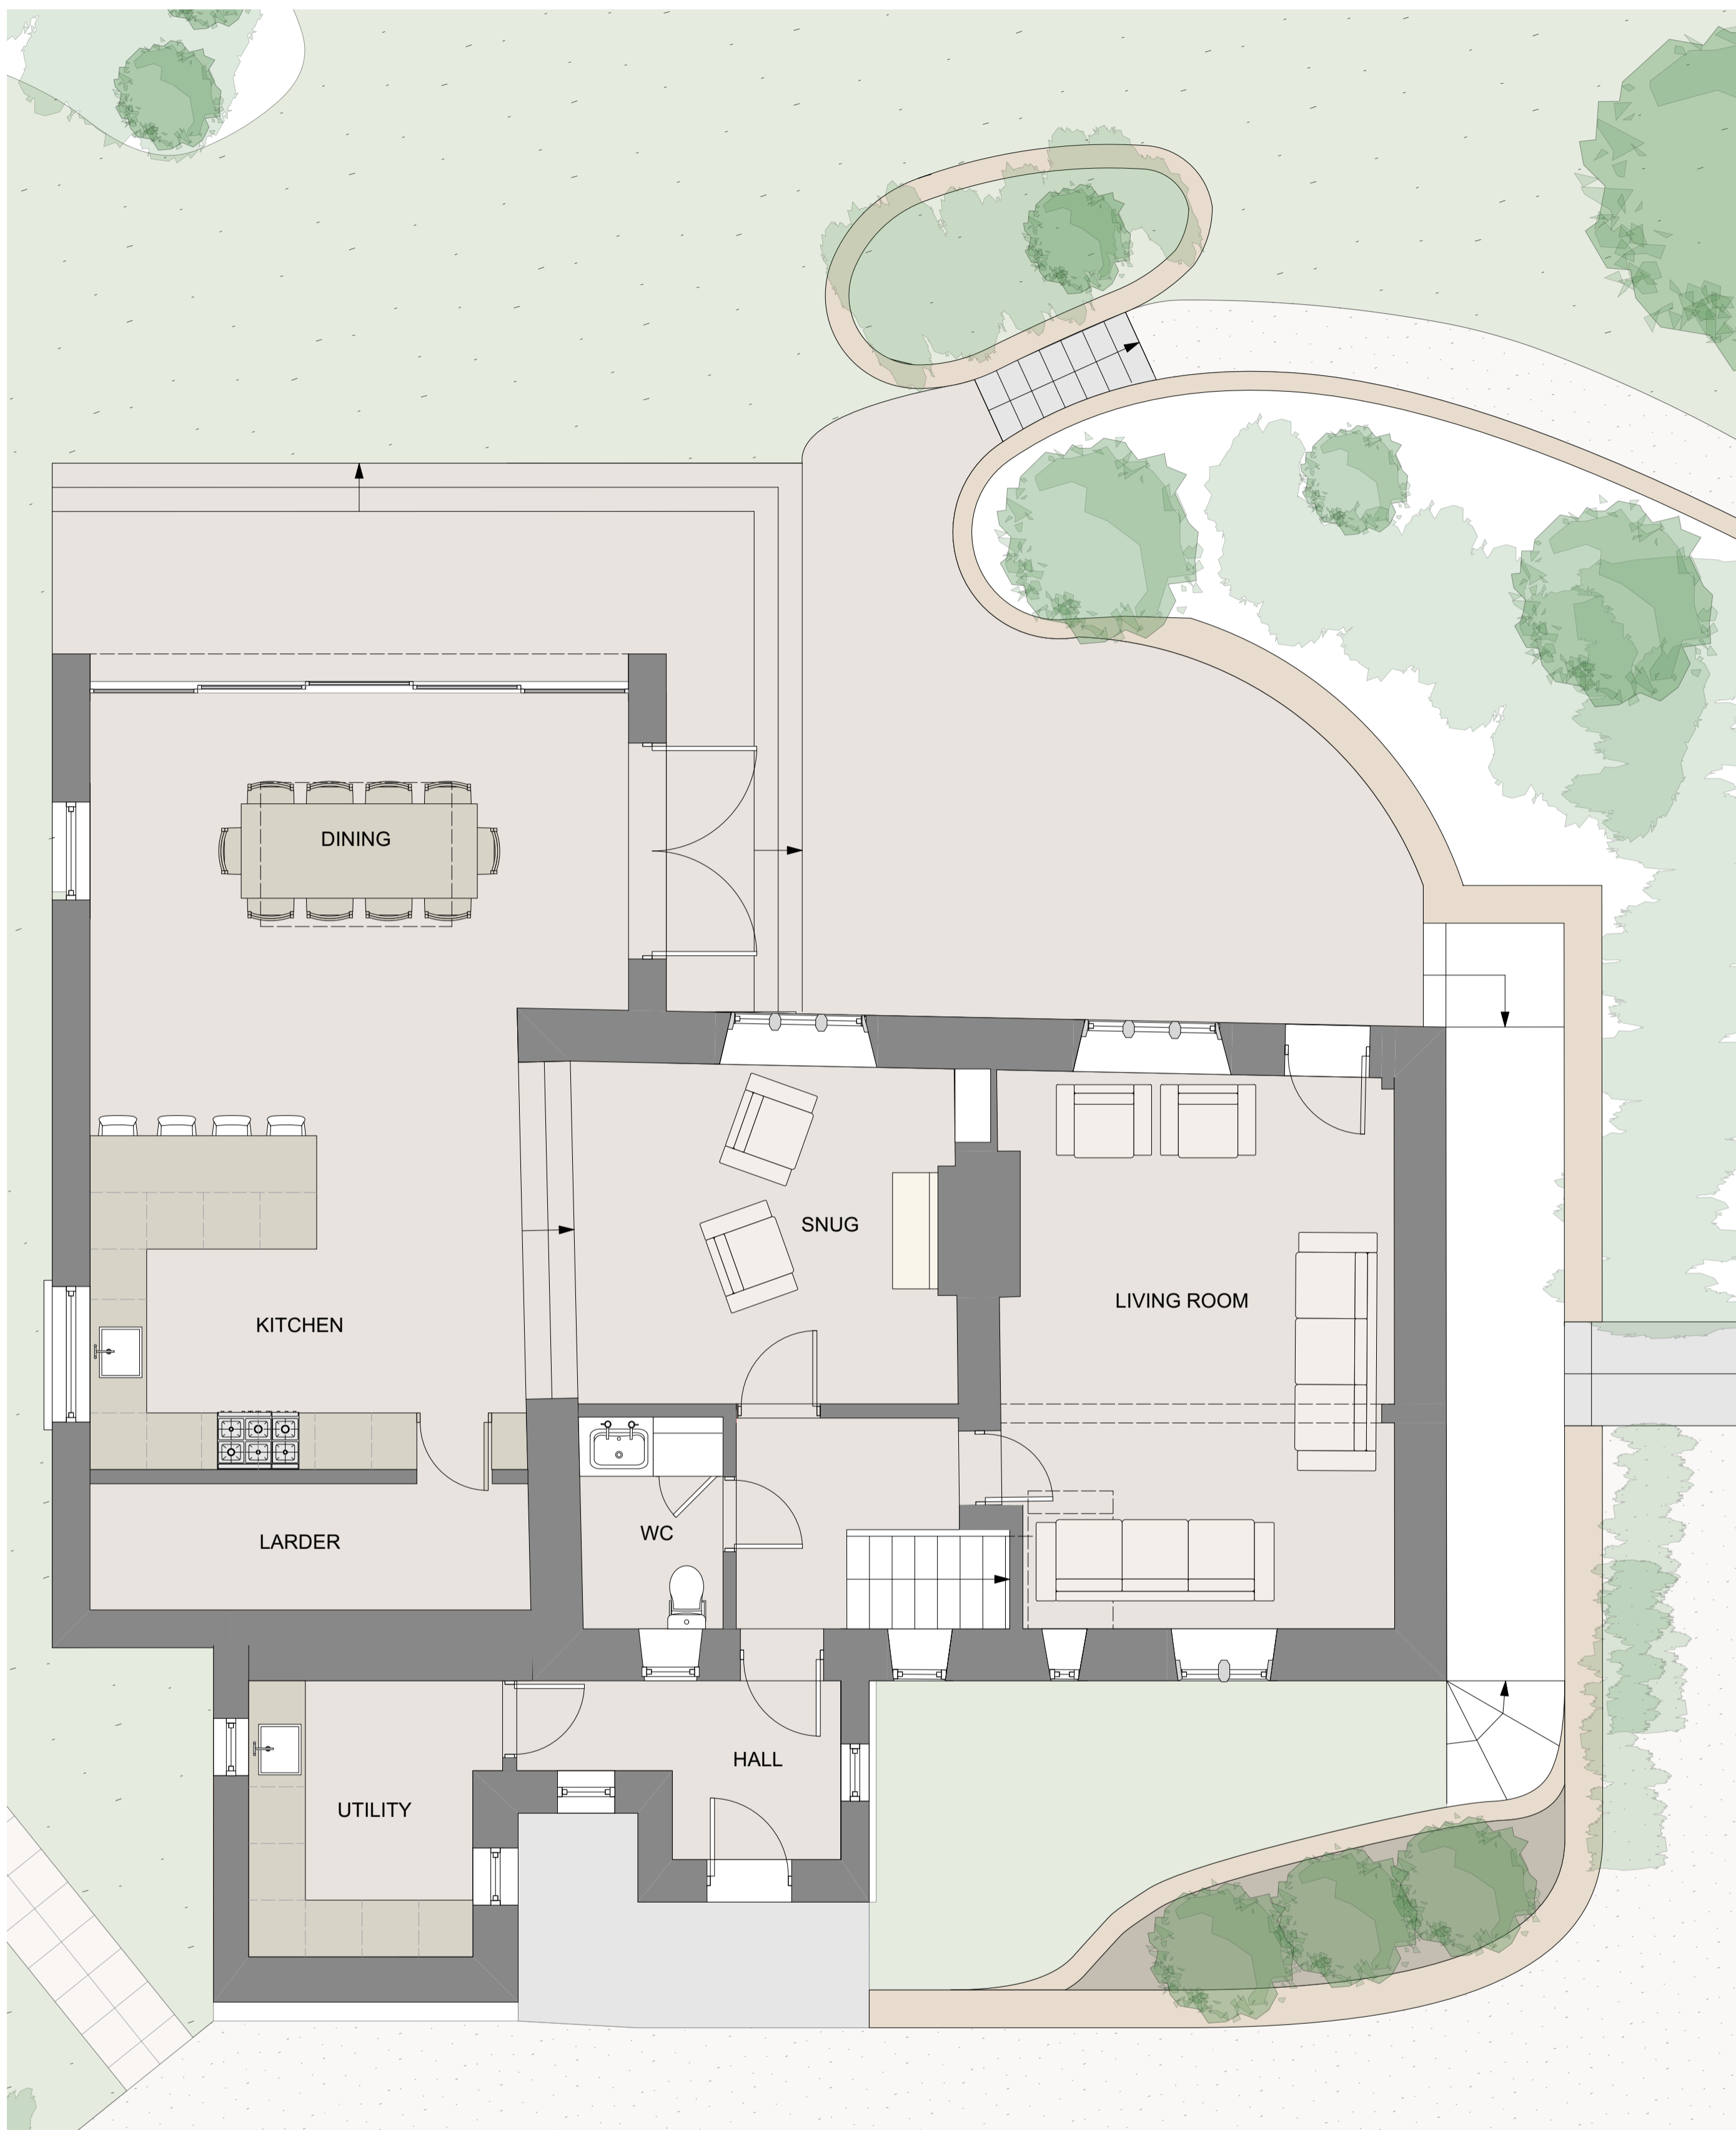 DINING
SNUG
LIVING ROOM
KITCHEN
WC
LARDER
HALL
UTILITY